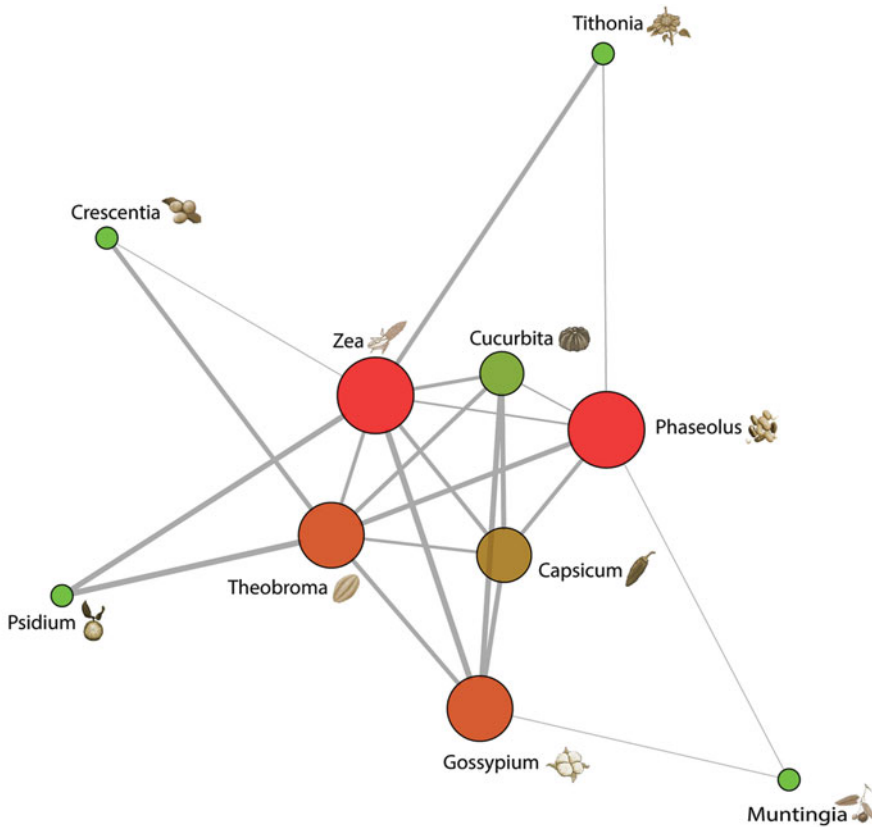 Tithonia
Crescentia
Zea
Cucurbita
Phaseolus
Theobroma
Capsicum
Psidium
Gossypium
Muntingia